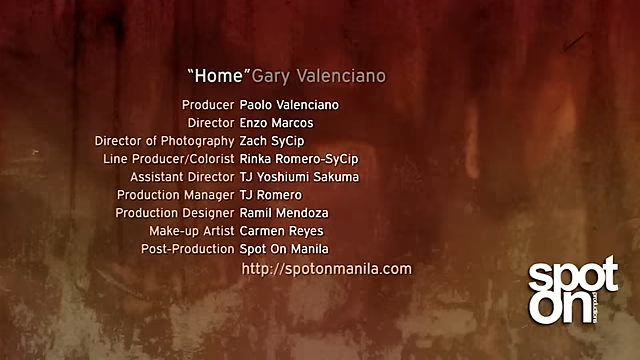 “Home” Gary Valenciano
Producer Paolo Valenciano
Director Enzo Marcos
Director of Photography Zach SyCip
Line Producer/Colorist Rinka Romero-SyCip
Assistant Director TJ Yoshiumi Sakuma
Production Manager TJ Romero
Production Designer Ramil Mendoza
Make-up Artist Carmen Reyes
Post-Production Spot On Manila
http://spotonmanila.com
spot
on
productions